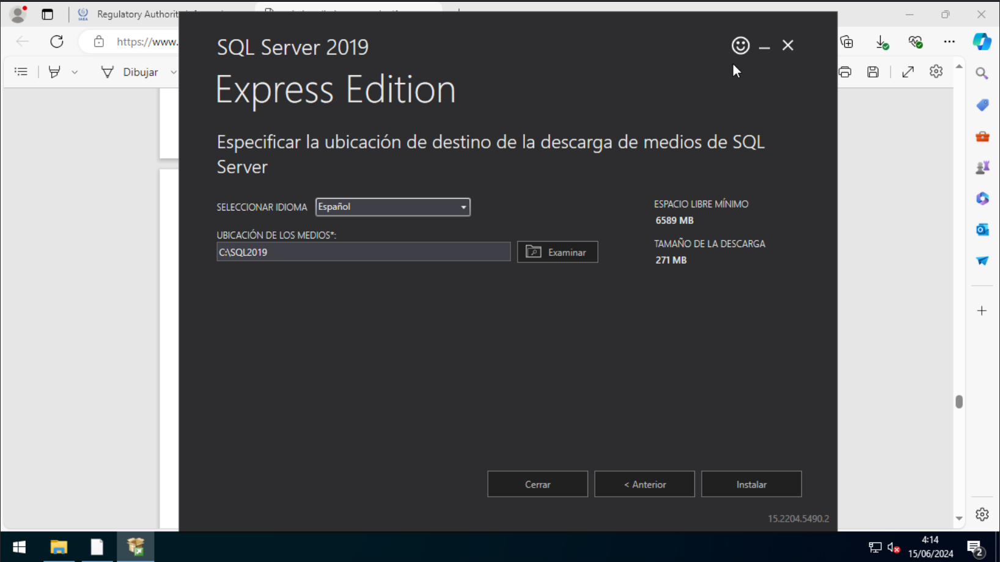 Regulatory Authorit
https://www.
Dibujar
SQL Server 2019
Express Edition
Especificar la ubicación de destino de la descarga de medios de SQL
Server
SELECCIONAR IDIOMA
Español
UBICACIÓN DE LOS MEDIOS*:
C:\SQL2019
Examinar
ESPACIO LIBRE MÍNIMO
6589 MB
TAMAÑO DE LA DESCARGA
271 MB
Cerrar
< Anterior
Instalar
15.2204.5490.2
4:14
15/06/2024
2